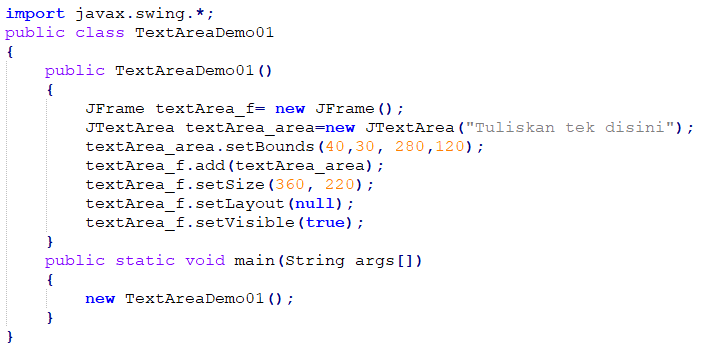 import javax.swing.*;
public class TextAreaDemo01
{
    public TextAreaDemo01()
    {
        JFrame textArea_f= new JFrame();
        JTextArea textArea_area=new JTextArea("Tuliskan tek disini");
        textArea_area.setBounds(40,30, 280,120);
        textArea_f.add(textArea_area);
        textArea_f.setSize(360, 220);
        textArea_f.setLayout(null);
        textArea_f.setVisible(true);
    }
    public static void main(String args[])
    {
        new TextAreaDemo01();
    }
}